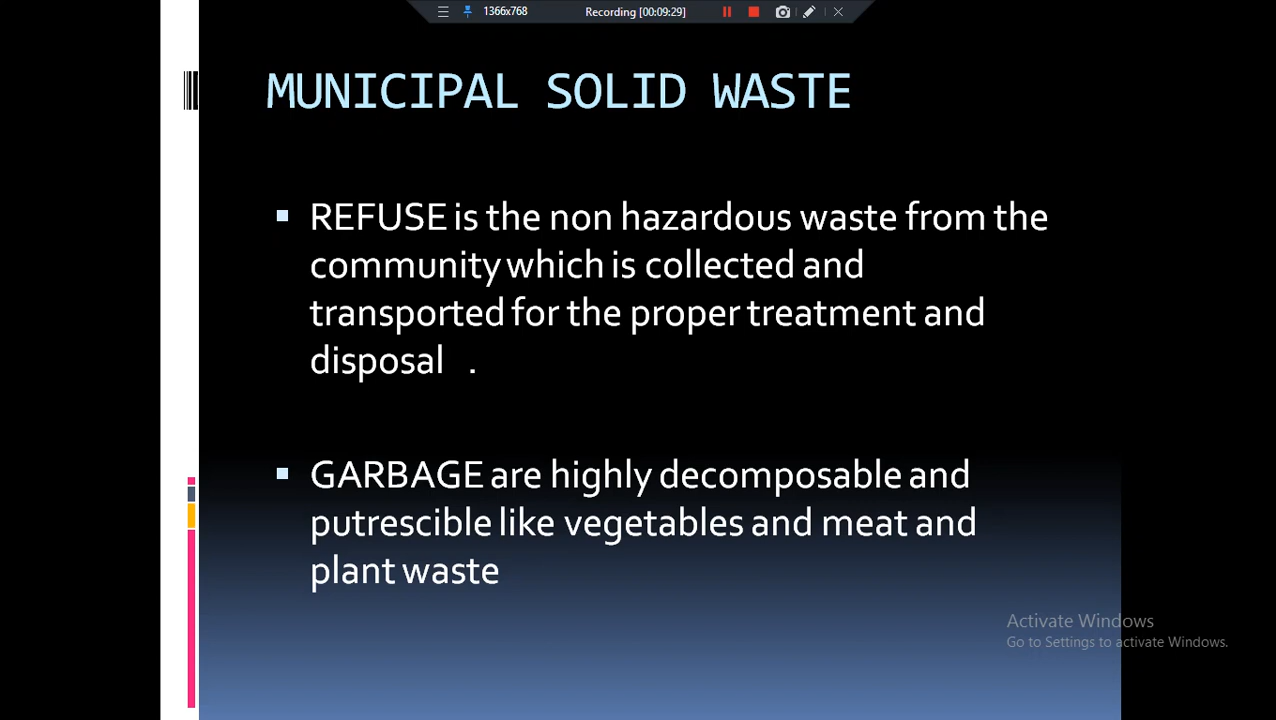 1366x768 Recording [00:09:29]
MUNICIPAL SOLID WASTE
▪ REFUSE is the non hazardous waste from the
community which is collected and
transported for the proper treatment and
disposal .
▪ GARBAGE are highly decomposable and
putrescible like vegetables and meat and
plant waste
Activate Windows
Go to Settings to activate Windows.